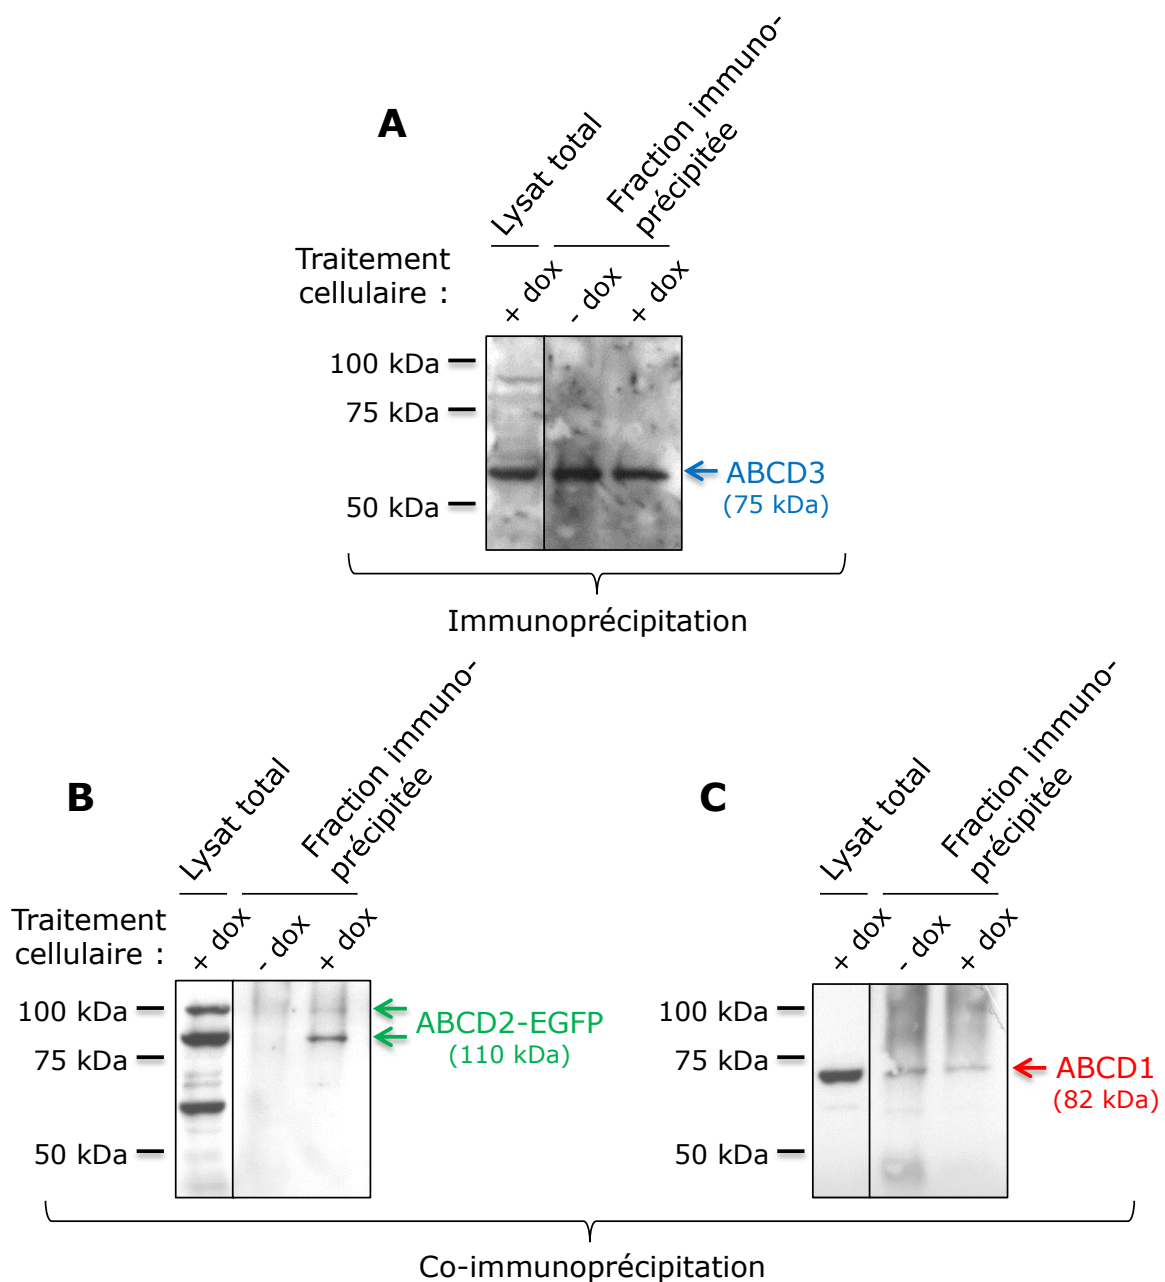 A
Lysat total
Fraction immuno-
précipitée
Traitement
cellulaire :
+ dox
- dox
+ dox
100 kDa
75 kDa
50 kDa
ABCD3
(75 kDa)
Immunoprécipitation
B
Lysat total
Fraction immuno-
précipitée
Traitement
cellulaire :
+ dox
- dox
+ dox
100 kDa
75 kDa
50 kDa
ABCD2-EGFP
(110 kDa)
C
Lysat total
Fraction immuno-
précipitée
+ dox
- dox
+ dox
100 kDa
75 kDa
50 kDa
ABCD1
(82 kDa)
Co-immunoprécipitation